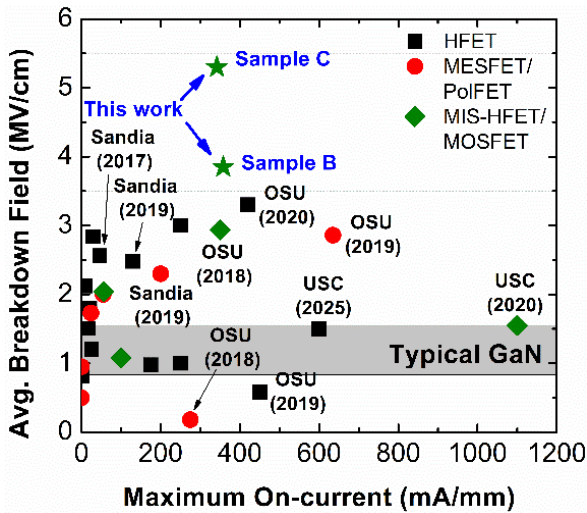 6
5
4
3
2
1
0
Avg. Breakdown Field (MV/cm)
0 200 400 600 800 1000 1200
Maximum On-current (mA/mm)
HFET
MESFET/
PolFET
MIS-HFET/
MOSFET
Sample C
This work
Sample B
Sandia
(2017)
Sandia
(2019)
OSU
(2020)
OSU
(2018)
OSU
(2019)
Sandia
(2019)
USC
(2025)
USC
(2020)
OSU
(2018)
Typical GaN
OSU
(2019)